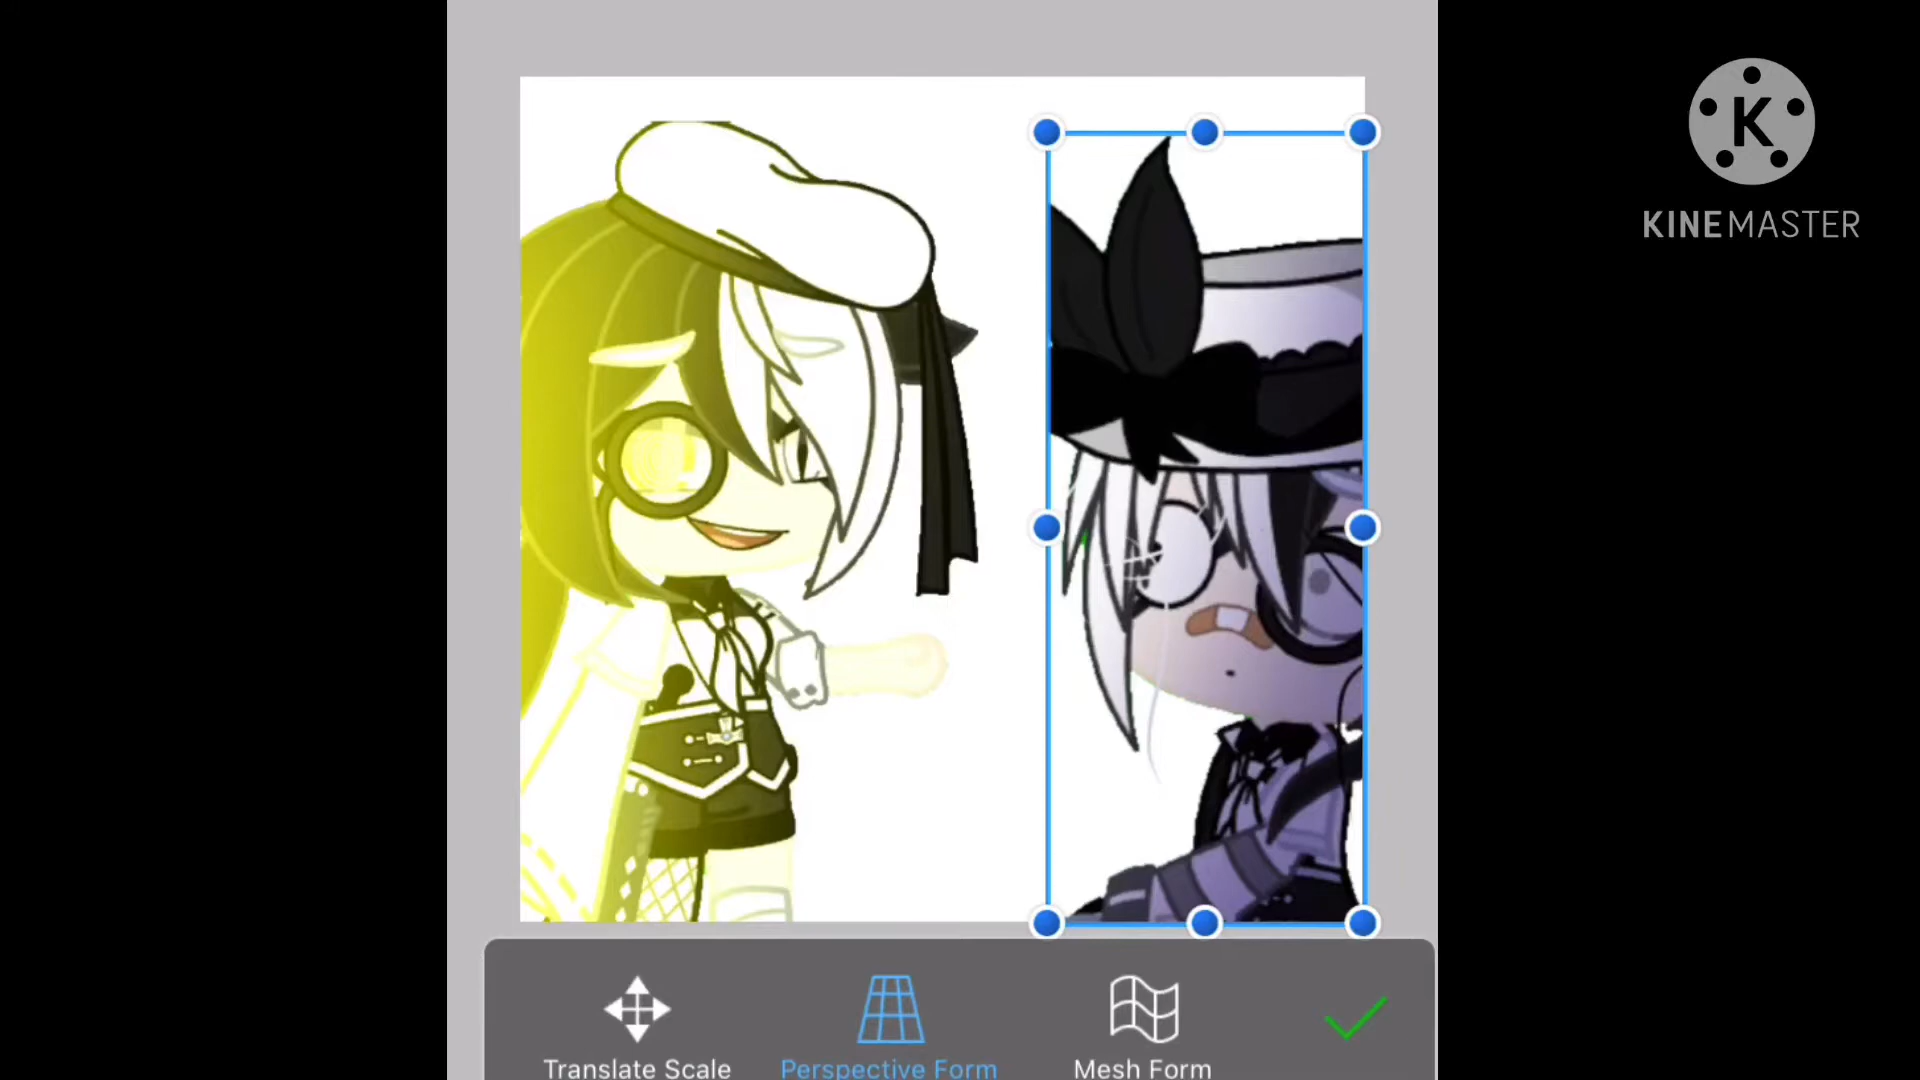 K
KINEMASTER
Translate Scale
Perspective Form
Mesh Form